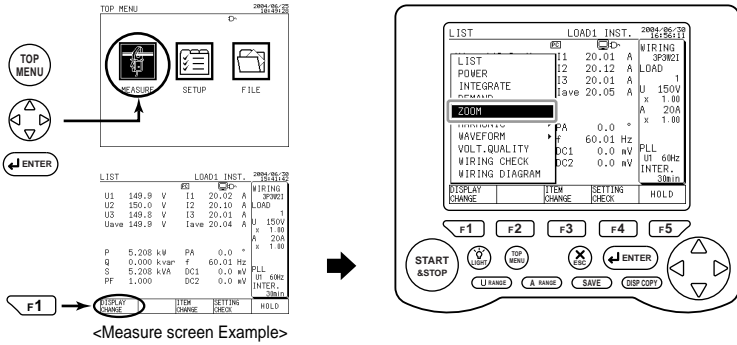 TOP MENU
2004/06/25
10:49:28
TOP
MENU
MEASURE
SETUP
FILE
ENTER
LIST
LOAD1 INST.
2004/06/30
15:41:42
PC
U1 149.9 V I1 20.02 A
U2 150.0 V I2 20.10 A
U3 149.8 V I3 20.01 A
Uave 149.9 V Iave 20.04 A
P 5.208 kW PA 0.0 °
Q 0.000 kvar f 60.01 Hz
S 5.208 kVA DC1 0.0 mV
PF 1.000 DC2 0.0 mV
WIRING
3P3W2I
LOAD
1
U 150V
x 1.00
A 20A
x 1.00
PLL
U1 60Hz
INTER.
30min
F1
DISPLAY
CHANGE
ITEM
CHANGE
SETTING
CHECK
HOLD
<Measure screen Example>
LIST
LOAD1 INST.
2004/06/30
16:56:11
PC
LIST
POWER
INTEGRATE
DEMAND
ZOOM
HARMONIC
WAVEFORM
VOLT.QUALITY
WIRING CHECK
WIRING DIAGRAM
I1 20.01 A
I2 20.12 A
I3 20.01 A
Iave 20.05 A
PA 0.0 °
f 60.01 Hz
DC1 0.0 mV
DC2 0.0 mV
WIRING
3P3W2I
LOAD
1
U 150V
x 1.00
A 20A
x 1.00
PLL
U1 60Hz
INTER.
30min
DISPLAY
CHANGE
ITEM
CHANGE
SETTING
CHECK
HOLD
F1 F2 F3 F4 F5
START
&STOP
LIGHT
TOP
MENU
ESC
ENTER
U RANGE
A RANGE
SAVE
DISP COPY